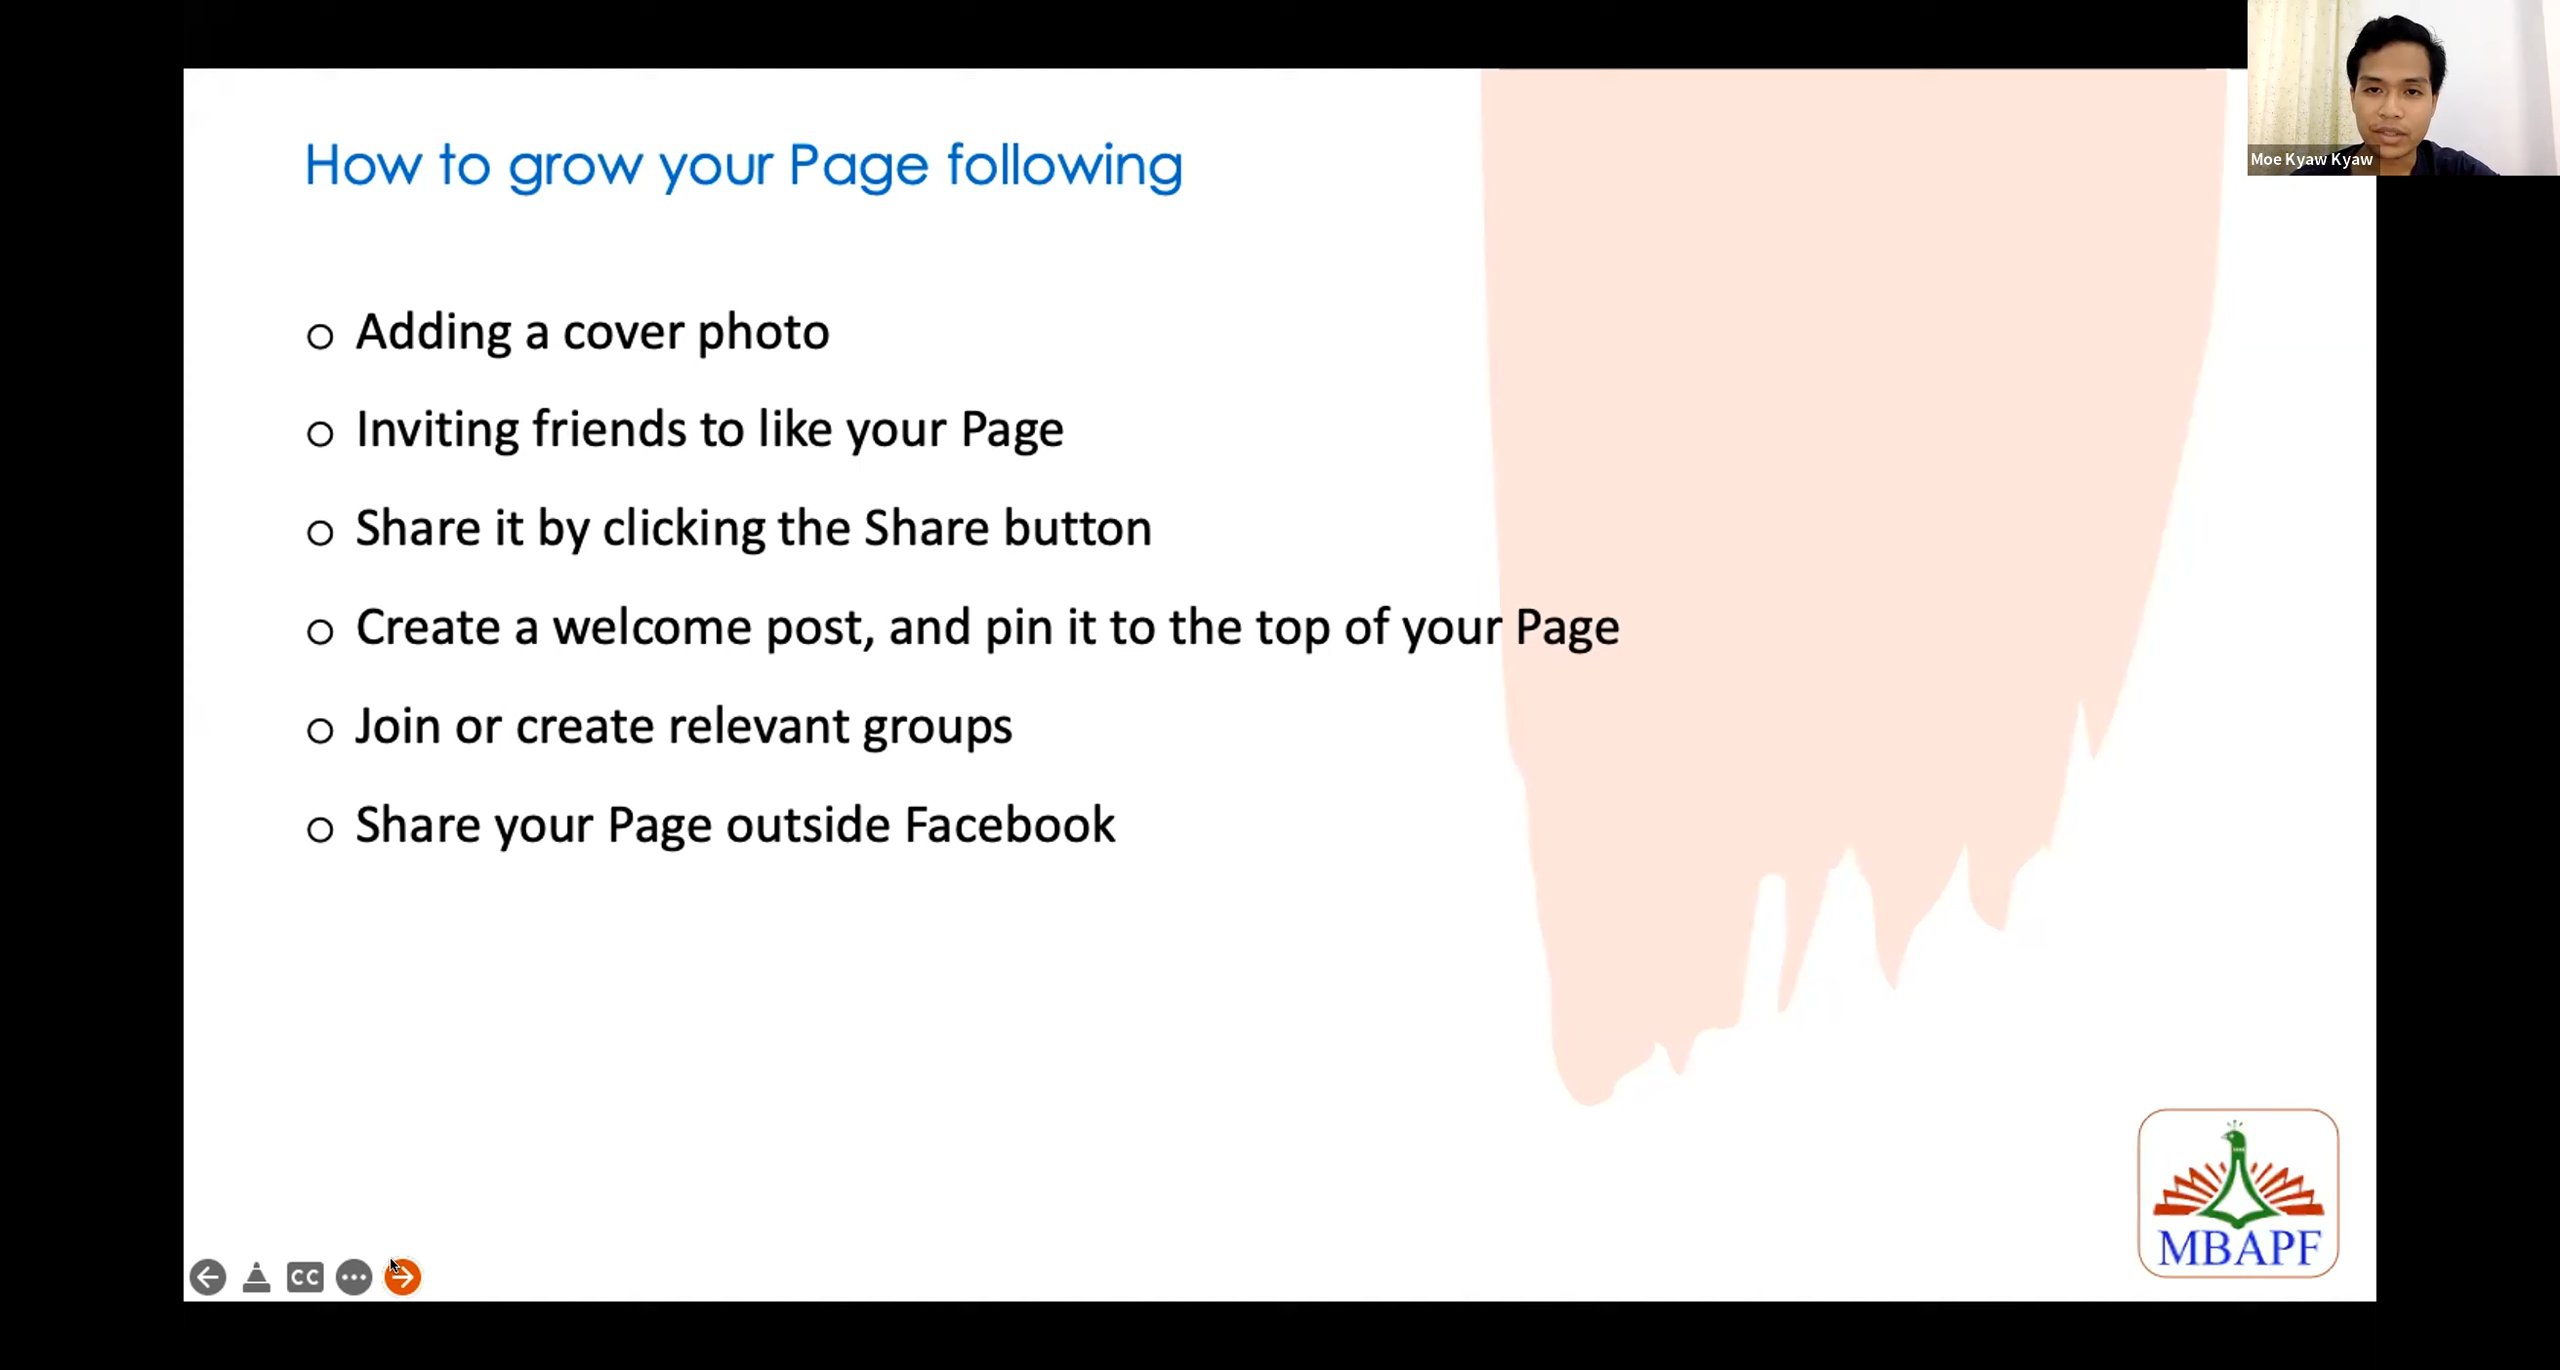 Moe Kyaw Kyaw
How to grow your Page following
Adding a cover photo
Inviting friends to like your Page
Share it by clicking the Share button
Create a welcome post, and pin it to the top of your Page
Join or create relevant groups
Share your Page outside Facebook
MBAPF
CC